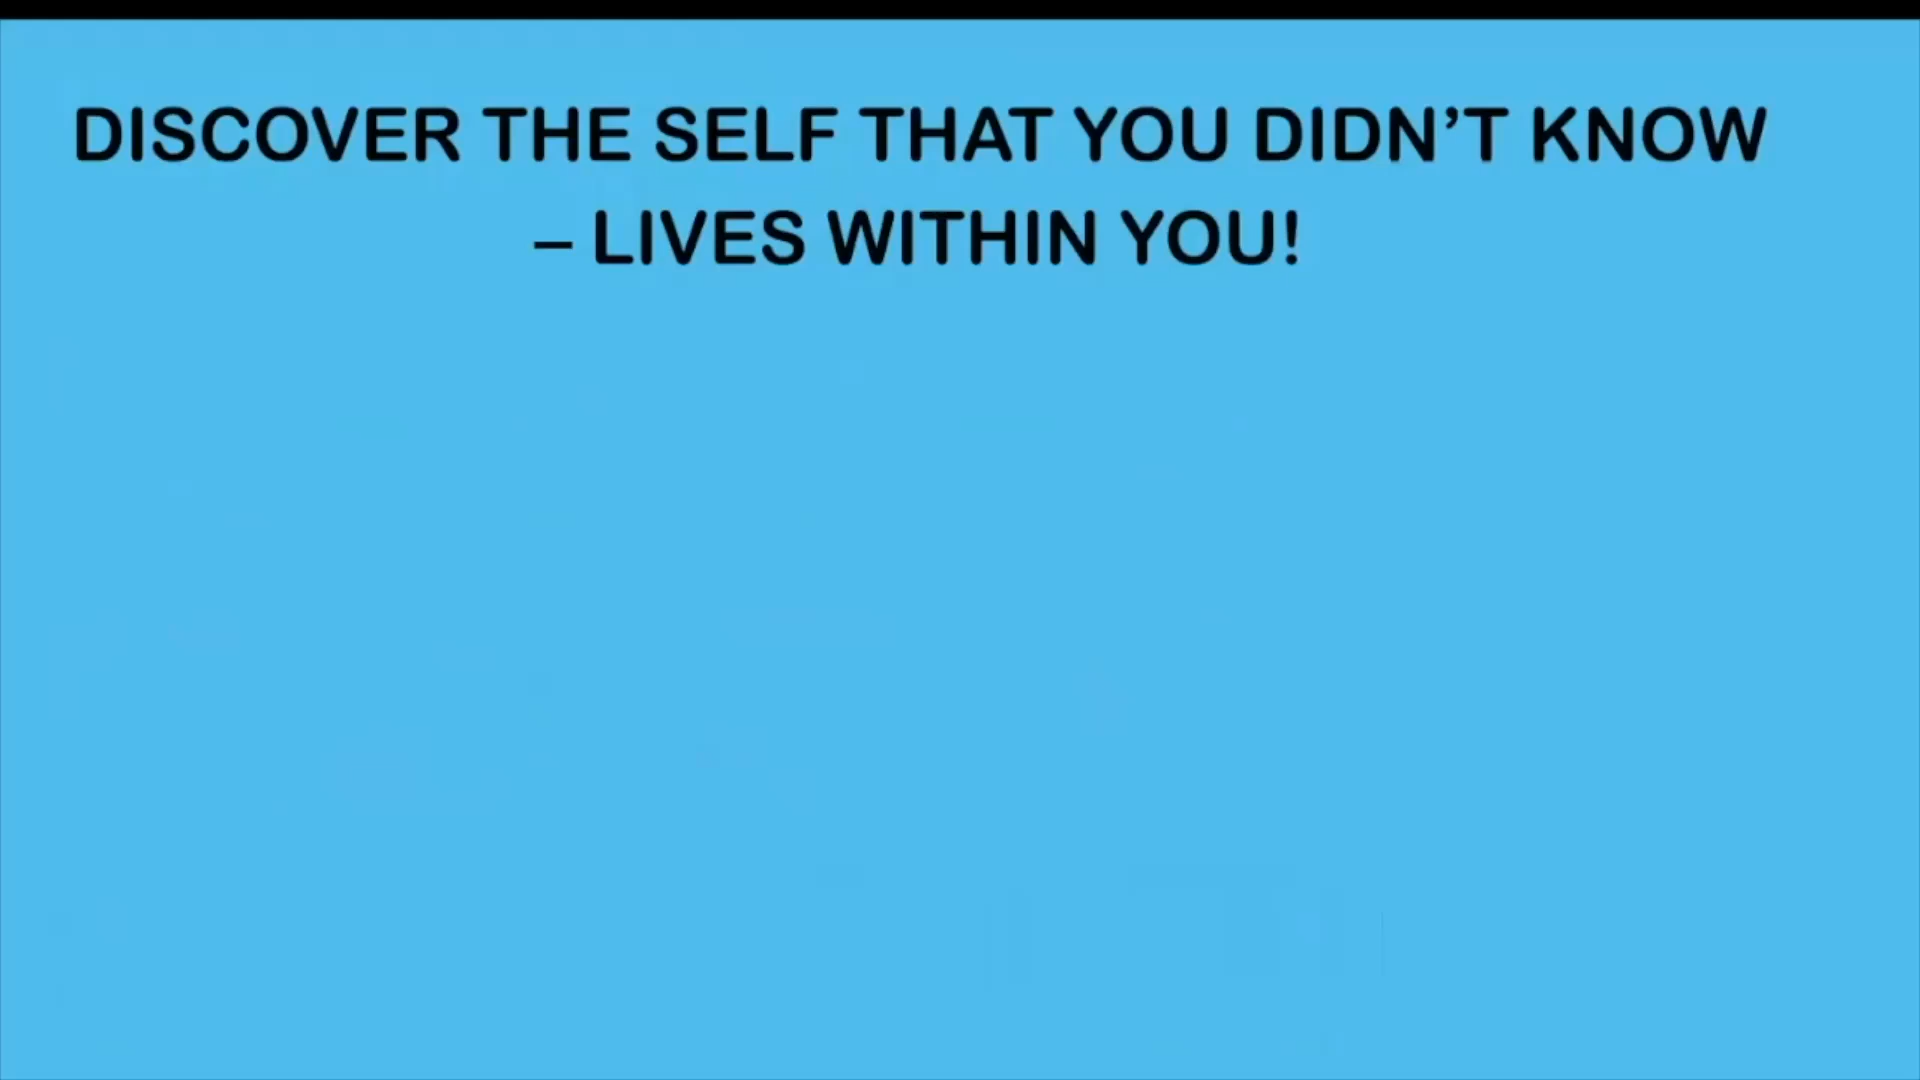 DISCOVER THE SELF THAT YOU DIDN’T KNOW
– LIVES WITHIN YOU!